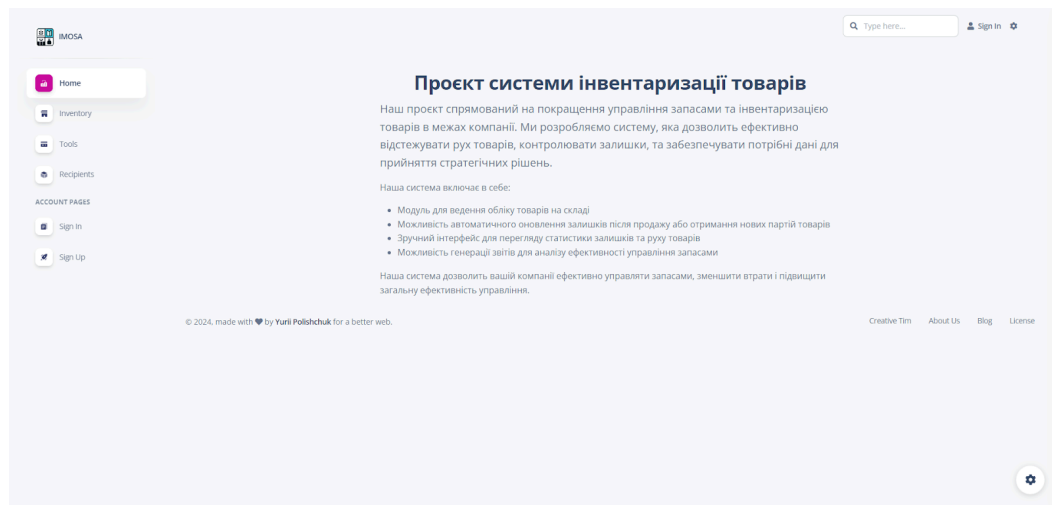 IMOSA
Type here...
Sign In
Home
Inventory
Tools
Recipients
ACCOUNT PAGES
Sign In
Sign Up
Проєкт системи інвентаризації товарів
Наш проєкт спрямований на покращення управління запасами та інвентаризацією
товарів в межах компанії. Ми розробляємо систему, яка дозволить ефективно
відстежувати рух товарів, контролювати залишки, та забезпечувати потрібні дані для
прийняття стратегічних рішень.
Наша система включає в себе:
Модуль для ведення обліку товарів на складі
Можливість автоматичного оновлення залишків після продажу або отримання нових партій товарів
Зручний інтерфейс для перегляду статистики залишків та руху товарів
Можливість генерації звітів для аналізу ефективності управління запасами
Наша система дозволить вашій компанії ефективно управляти запасами, зменшити втрати і підвищити
загальну ефективність управління.
© 2024, made with ♥ by Yurii Polishchuk for a better web.
Creative Tim About Us Blog License